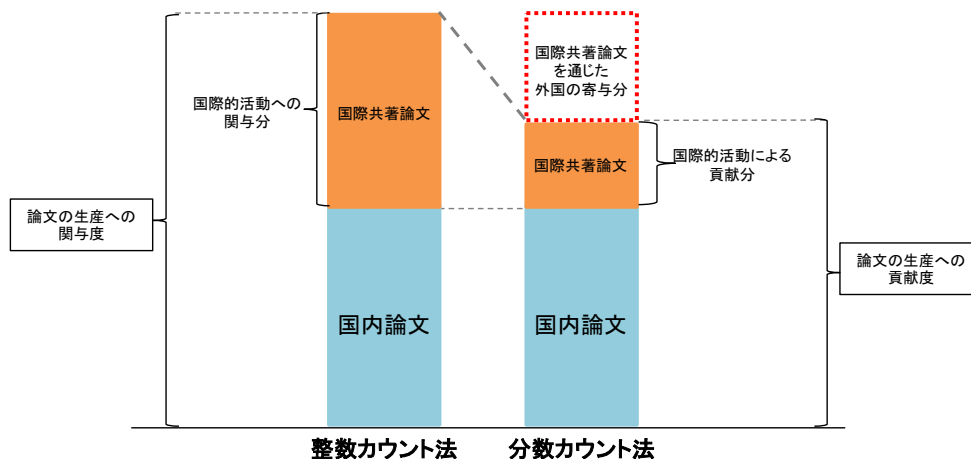 国際共著論文
を通じた
外国の寄与分
国際的活動への
関与分
国際共著論文
国際共著論文
国際的活動による
貢献分
論文の生産への
関与度
論文の生産への
貢献度
国内論文
国内論文
整数カウント法
分数カウント法